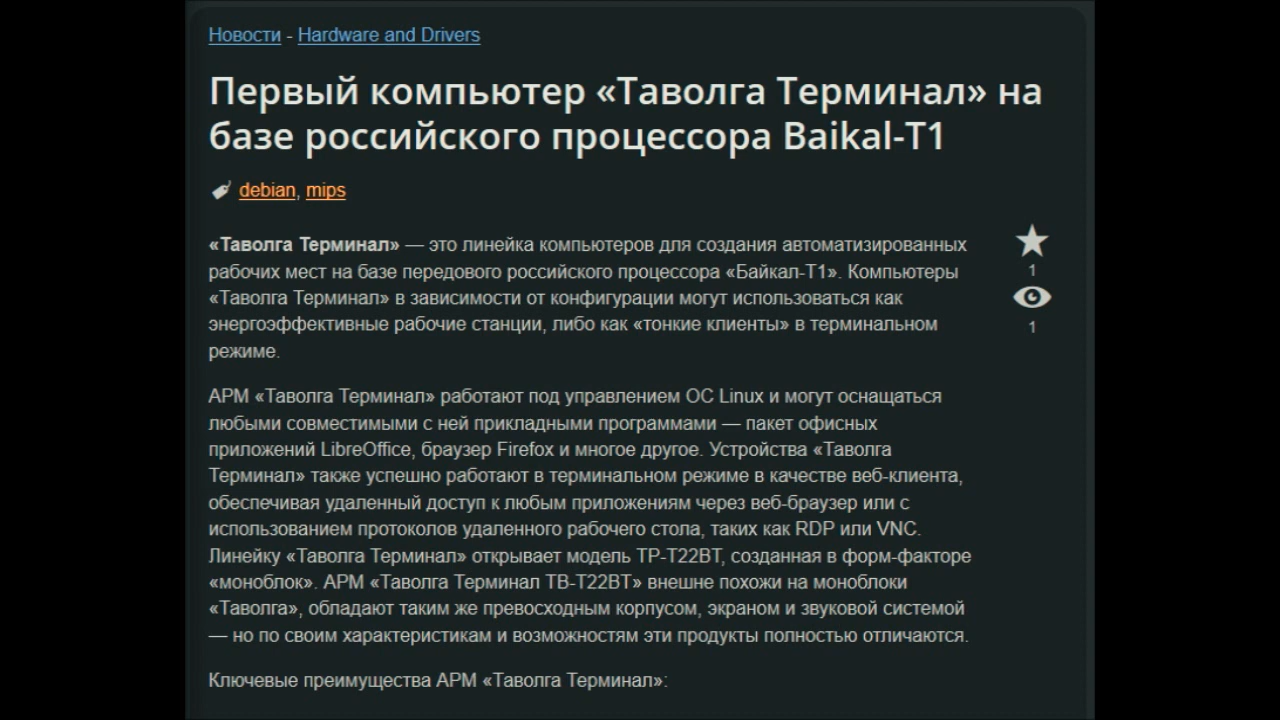 Новости - Hardware and Drivers
Первый компьютер «Таволга Терминал» на
базе российского процессора Baikal-T1
debian, mips
«Таволга Терминал» — это линейка компьютеров для создания автоматизированных
рабочих мест на базе передового российского процессора «Байкал-Т1». Компьютеры
«Таволга Терминал» в зависимости от конфигурации могут использоваться как
энергоэффективные рабочие станции, либо как «тонкие клиенты» в терминальном
режиме.
1
1
АРМ «Таволга Терминал» работают под управлением ОС Linux и могут оснащаться
любыми совместимыми с ней прикладными программами — пакет офисных
приложений LibreOffice, браузер Firefox и многое другое. Устройства «Таволга
Терминал» также успешно работают в терминальном режиме в качестве веб-клиента,
обеспечивая удаленный доступ к любым приложениям через веб-браузер или с
использованием протоколов удаленного рабочего стола, таких как RDP или VNC.
Линейку «Таволга Терминал» открывает модель ТР-Т22БТ, созданная в форм-факторе
«моноблок». АРМ «Таволга Терминал ТВ-Т22БТ» внешне похожи на моноблоки
«Таволга», обладают таким же превосходным корпусом, экраном и звуковой системой
— но по своим характеристикам и возможностям эти продукты полностью отличаются.
Ключевые преимущества АРМ «Таволга Терминал»: